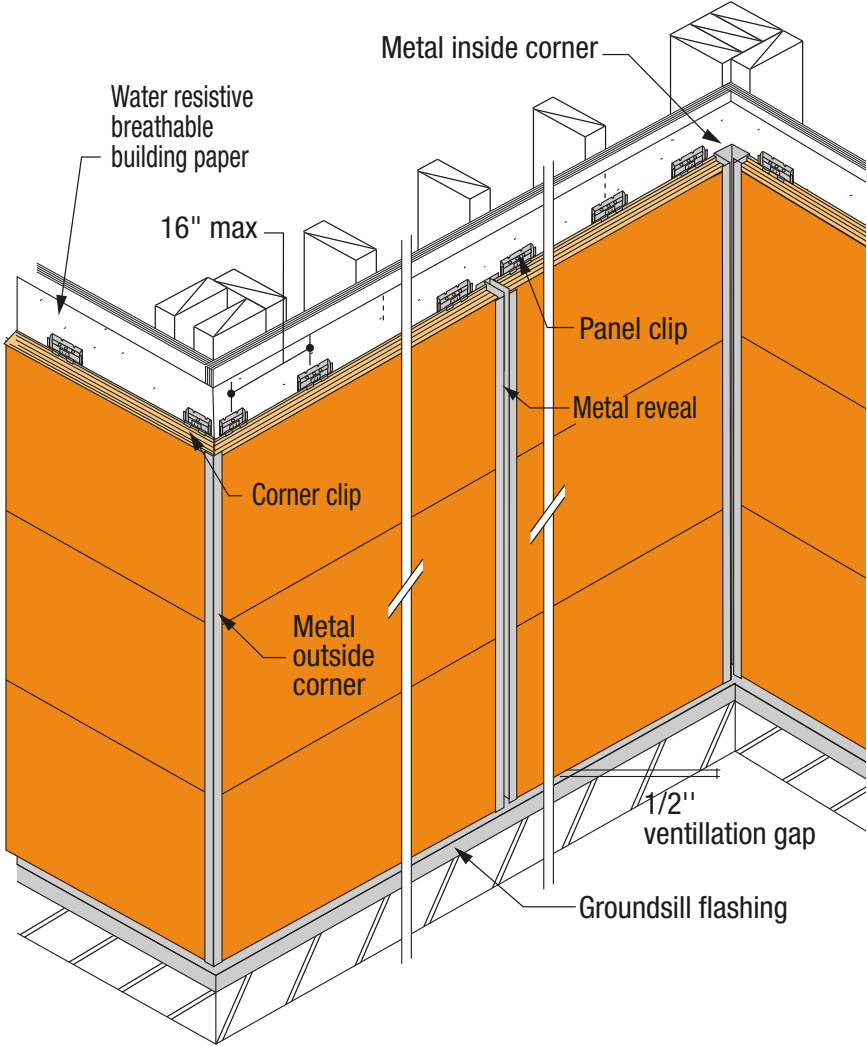 Metal inside corner
Water resistive
breathable
building paper
16" max
Panel clip
Metal reveal
Corner clip
Metal
outside
corner
1/2''
ventillation gap
Groundsill flashing